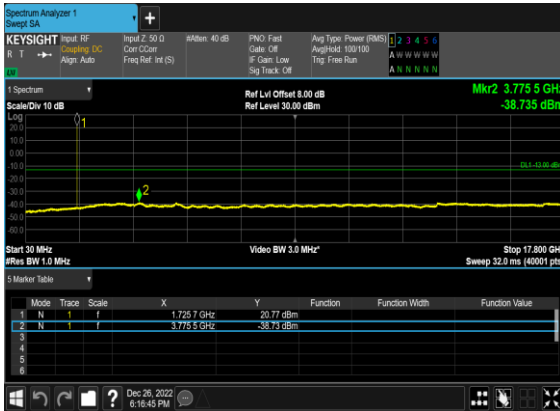 Spectrum Analyzer 1
Swept SA
+
KEYSIGHT Input: RF Input Z: 50 Ω #Atten: 40 dB PNO: Fast Avg Type: Power (RMS) 1 2 3 4 5 6
R T Coupling: DC Corr CCorr Gate: Off Avg|Hold: 100/100 A W W W W W
Align: Auto Freq Ref: Int (S) IF Gain: Low Trig: Free Run
LXI Sig Track: Off A N N N N N
1 Spectrum
Scale/Div 10 dB Ref Lvl Offset 8.00 dB Mkr2 3.775 5 GHz
Log Ref Level 30.00 dBm -38.735 dBm
1
20.0
10.0
0.00
-10.0
DL1 -13.00 dBm
-20.0
-30.0
2
-40.0
-50.0
-60.0
Start 30 MHz Video BW 3.0 MHz* Stop 17.800 GHz
#Res BW 1.0 MHz Sweep 32.0 ms (40001 pts)
5 Marker Table
Mode Trace Scale X Y Function Function Width Function Value
1 N 1 f 1.725 7 GHz 20.77 dBm
2 N 1 f 3.775 5 GHz -38.73 dBm
3
4
5
6
? Dec 26, 2022
6:16:45 PM